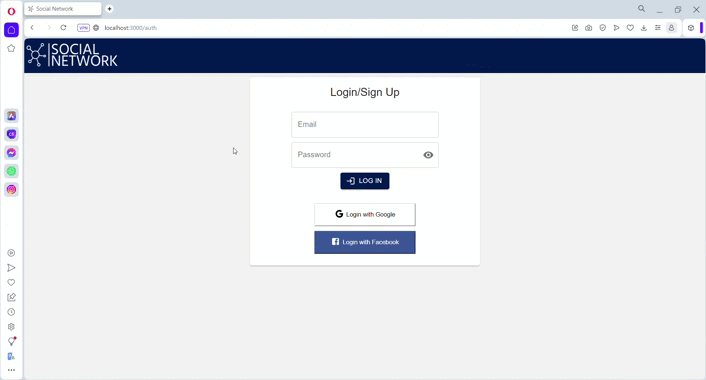 Social Network
VPN
localhost:3000/auth
SOCIAL
NETWORK
Login/Sign Up
Email
Password
LOG IN
Login with Google
Login with Facebook